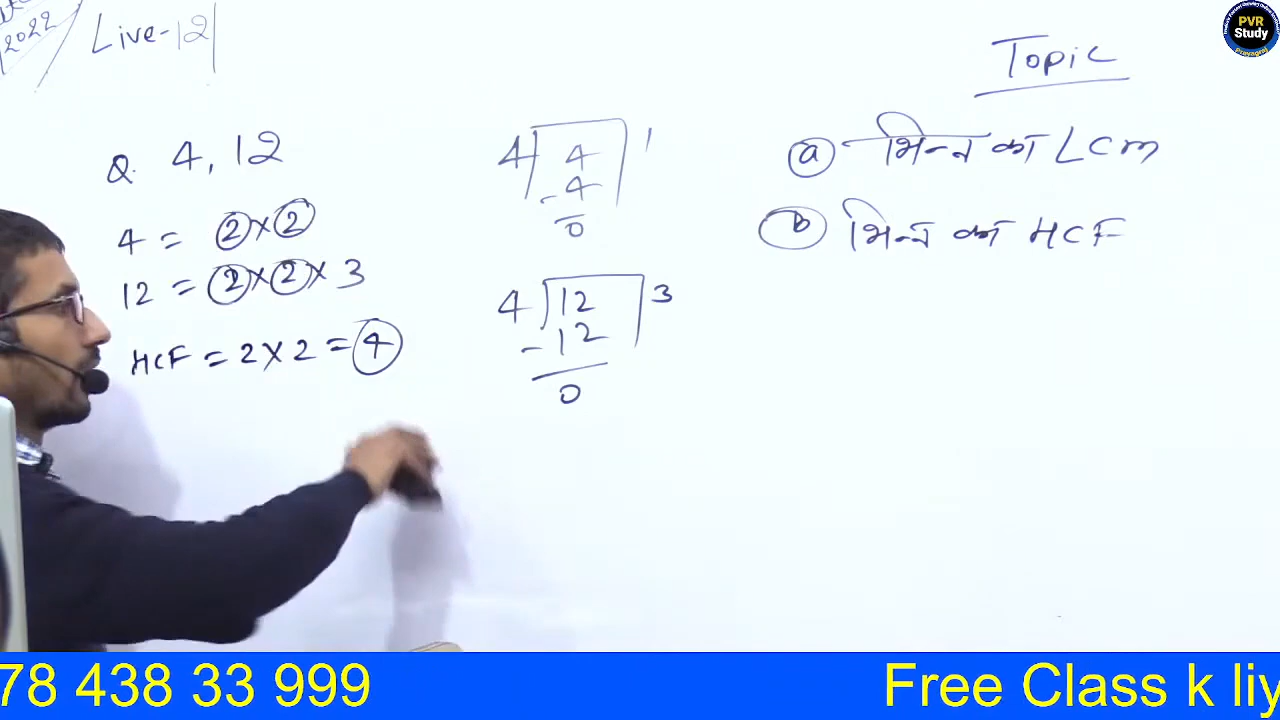 2022
Live-12
Q. 4, 12
4 = 2×2
12 = 2×2×3
HCF = 2×2 = 4
4 4 1
-4
0
4 12 3
-12
0
Topic
(a) भिन्न का LCM
(b) भिन्न का HCF
PVR
Study
Prayagraj
78 438 33 999
Free Class k liy